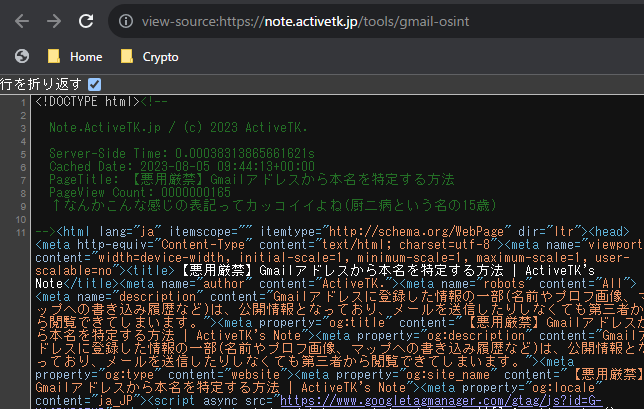 view-source:https://note.activetk.jp/tools/gmail-osint
Home Crypto
行を折り返す
1 <!DOCTYPE html><!--
2
3 Note.ActiveTK.jp / (c) 2023 ActiveTK.
4
5 Server-Side Time: 0.00038313865661621s
6 Cached Date: 2023-08-05 09:44:13+00:00
7 PageTitle: 【悪用厳禁】Gmailアドレスから本名を特定する方法
8 PageView Count: 0000000165
9 ↑なんかこんな感じの表記ってカッコイイよね(厨二病という名の15歳)
10
11 --><html lang="ja" itemscope="" itemtype="http://schema.org/WebPage" dir="ltr"><head>
<meta http-equiv="Content-Type" content="text/html; charset=utf-8"><meta name="viewport"
content="width=device-width, initial-scale=1, minimum-scale=1, maximum-scale=1, user-
scalable=no"><title>【悪用厳禁】Gmailアドレスから本名を特定する方法 | ActiveTK's
Note</title><meta name="author" content="ActiveTK."><meta name="robots" content="All">
<meta name="description" content="Gmailアドレスに登録した情報の一部(名前やプロフ画像、マ
ップへの書き込み履歴など)は、公開情報となっており、メールを送信したりしなくても第三者か
ら閲覧できてしまいます。"><meta property="og:title" content="【悪用厳禁】Gmailアドレスか
ら本名を特定する方法 | ActiveTK's Note"><meta property="og:description" content="Gmailア
ドレスに登録した情報の一部(名前やプロフ画像、マップへの書き込み履歴など)は、公開情報とな
っており、メールを送信したりしなくても第三者から閲覧できてしまいます。"><meta
property="og:type" content="website"><meta property="og:site_name" content="【悪用厳禁】
Gmailアドレスから本名を特定する方法 | ActiveTK's Note"><meta property="og:locale"
content="ja_JP"><script async src="https://www.googletagmanager.com/gtag/js?id=G-